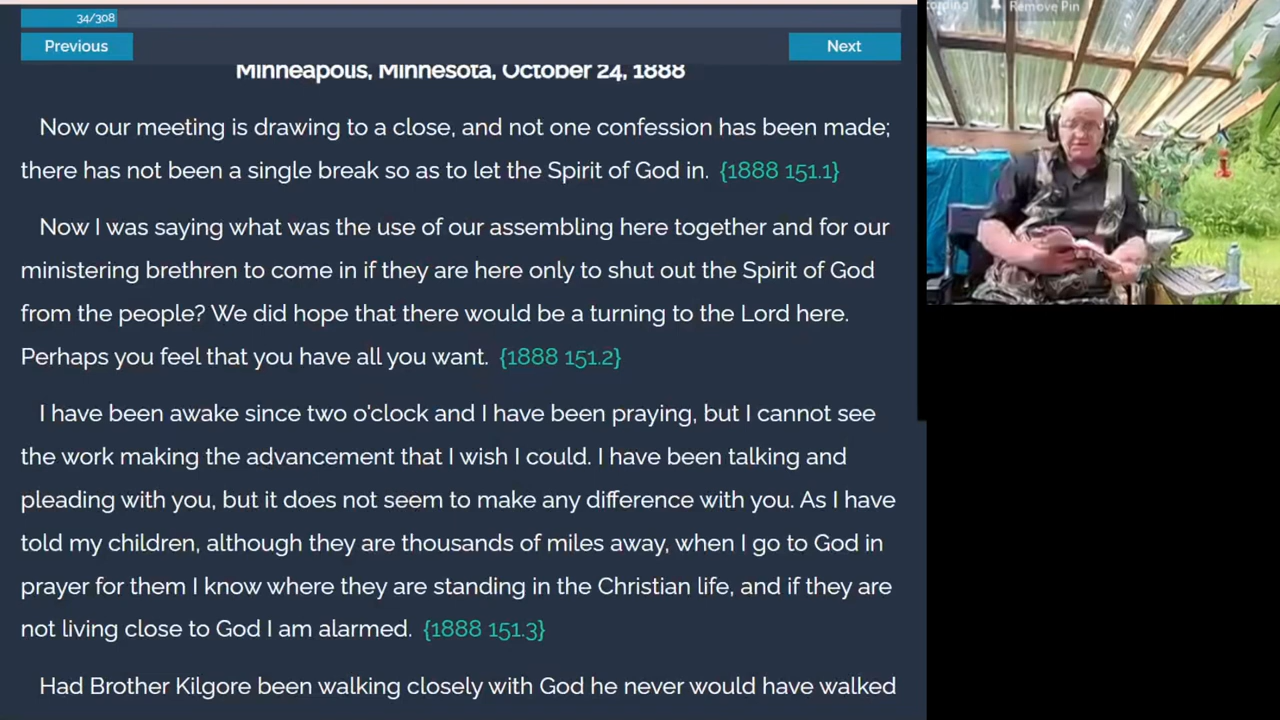 34/308
Previous
Next
Minneapolis, Minnesota, October 24, 1888
Now our meeting is drawing to a close, and not one confession has been made;
there has not been a single break so as to let the Spirit of God in. {1888 151.1}
Now I was saying what was the use of our assembling here together and for our
ministering brethren to come in if they are here only to shut out the Spirit of God
from the people? We did hope that there would be a turning to the Lord here.
Perhaps you feel that you have all you want. {1888 151.2}
I have been awake since two o'clock and I have been praying, but I cannot see
the work making the advancement that I wish I could. I have been talking and
pleading with you, but it does not seem to make any difference with you. As I have
told my children, although they are thousands of miles away, when I go to God in
prayer for them I know where they are standing in the Christian life, and if they are
not living close to God I am alarmed. {1888 151.3}
Had Brother Kilgore been walking closely with God he never would have walked
Remove Pin